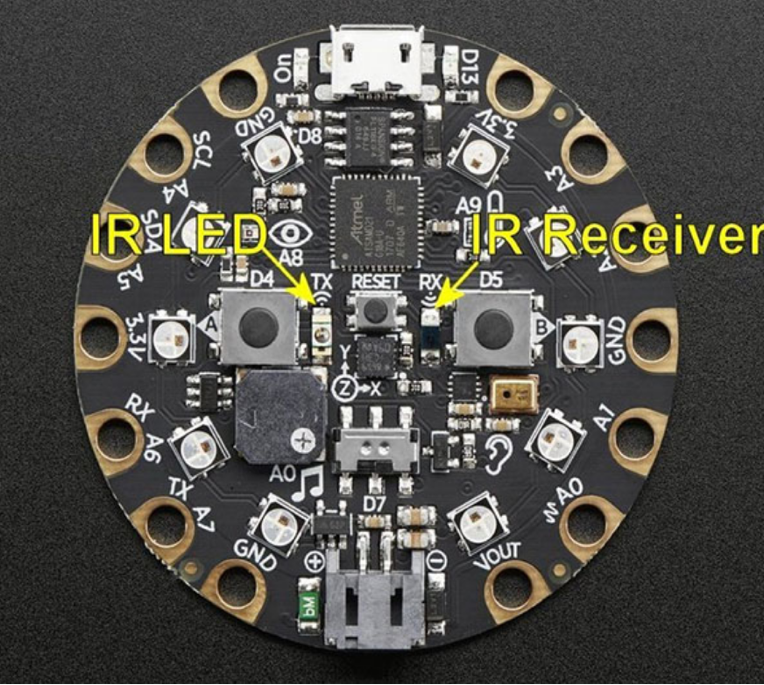 On
D13
GND
D8
3.3V
SCL
A4
A3
Atmel
A9
SDA
IR LED
IR Receiver
A8
A5
D4
TX
RESET
RX
D5
3.3V
A
B
GND
Y
Z
X
RX
A6
A1
A0
TX
A7
D7
A0
GND
VOUT